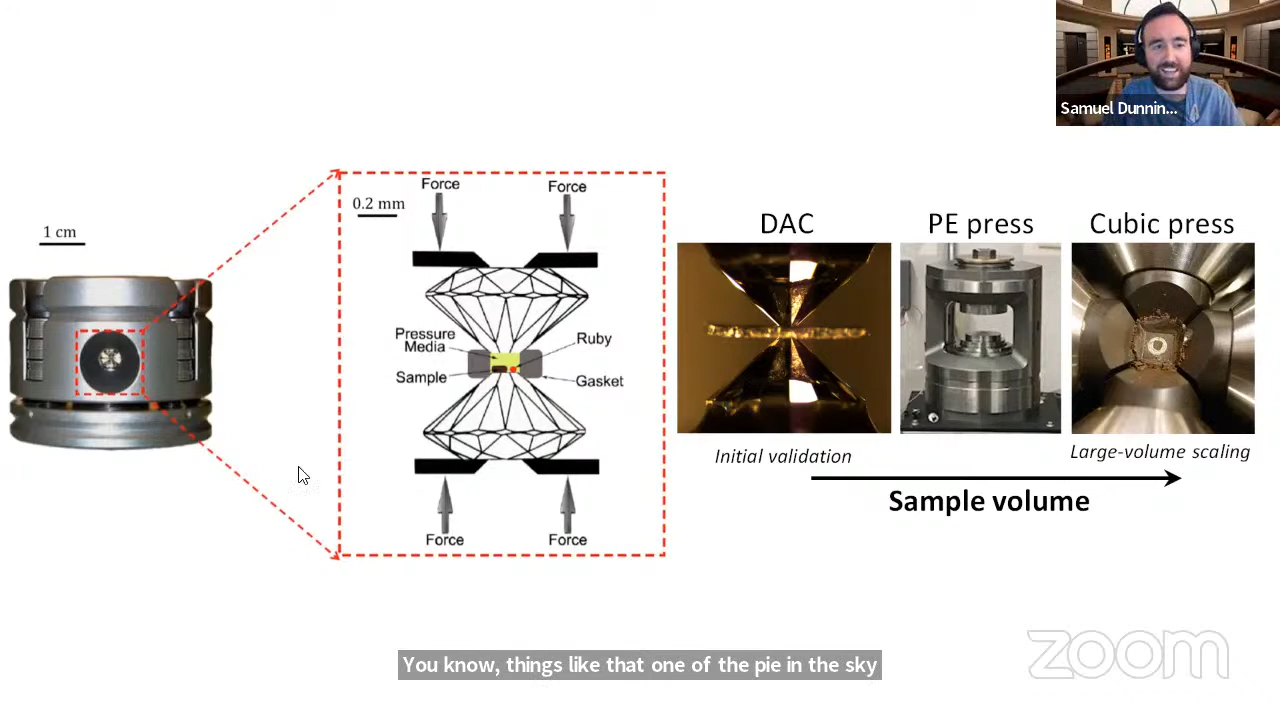 Samuel Dunnin...
1 cm
0.2 mm
Force
Force
Pressure
Media
Ruby
Sample
Gasket
Force
Force
DAC
PE press
Cubic press
Initial validation
Large-volume scaling
Sample volume
You know, things like that one of the pie in the sky
zoom